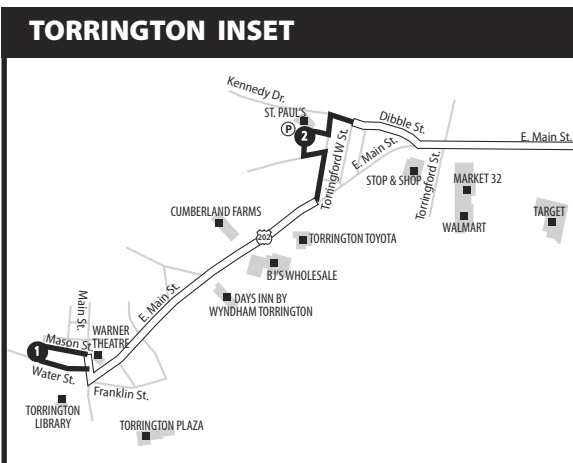 TORRINGTON INSET
Kennedy Dr.
ST. PAUL'S
P
2
Dibble St.
E. Main St.
Torringford W St.
E. Main St.
Torringford St.
STOP & SHOP
MARKET 32
WALMART
TARGET
CUMBERLAND FARMS
202
TORRINGTON TOYOTA
BJ'S WHOLESALE
DAYS INN BY
WYNDHAM TORRINGTON
E. Main St.
Main St.
WARNER
THEATRE
Mason St.
1
Water St.
Franklin St.
TORRINGTON
LIBRARY
TORRINGTON PLAZA